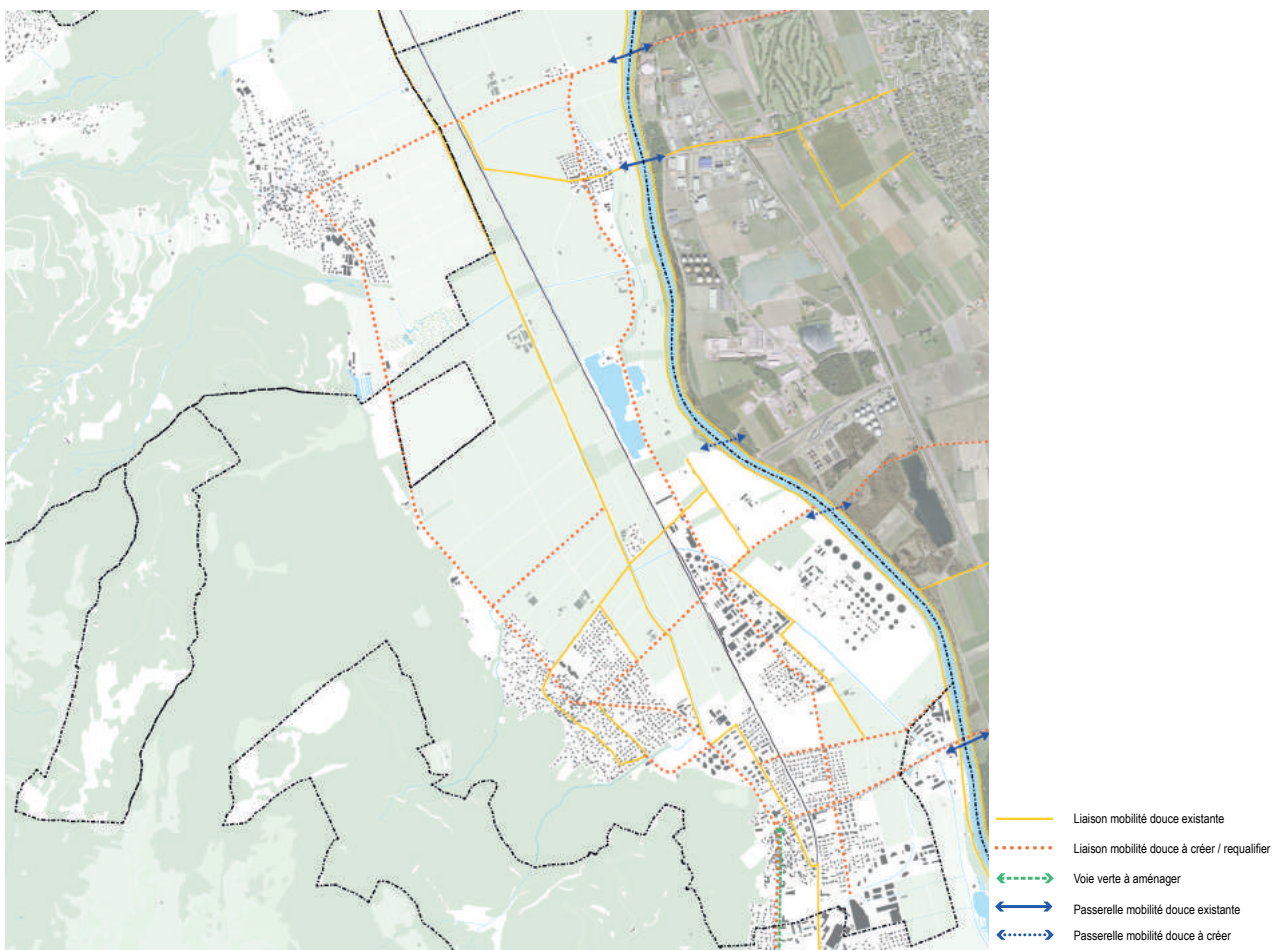 Liaison mobilité douce existante
Liaison mobilité douce à créer / requalifier
Voie verte à aménager
Passerelle mobilité douce existante
Passerelle mobilité douce à créer